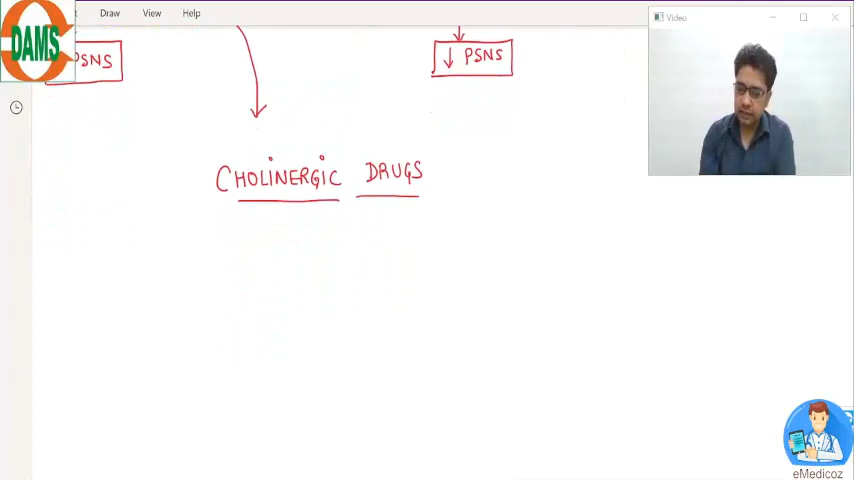 DAMS
Draw View Help
Video
PSNS
↓ PSNS
CHOLINERGIC DRUGS
eMedicoz